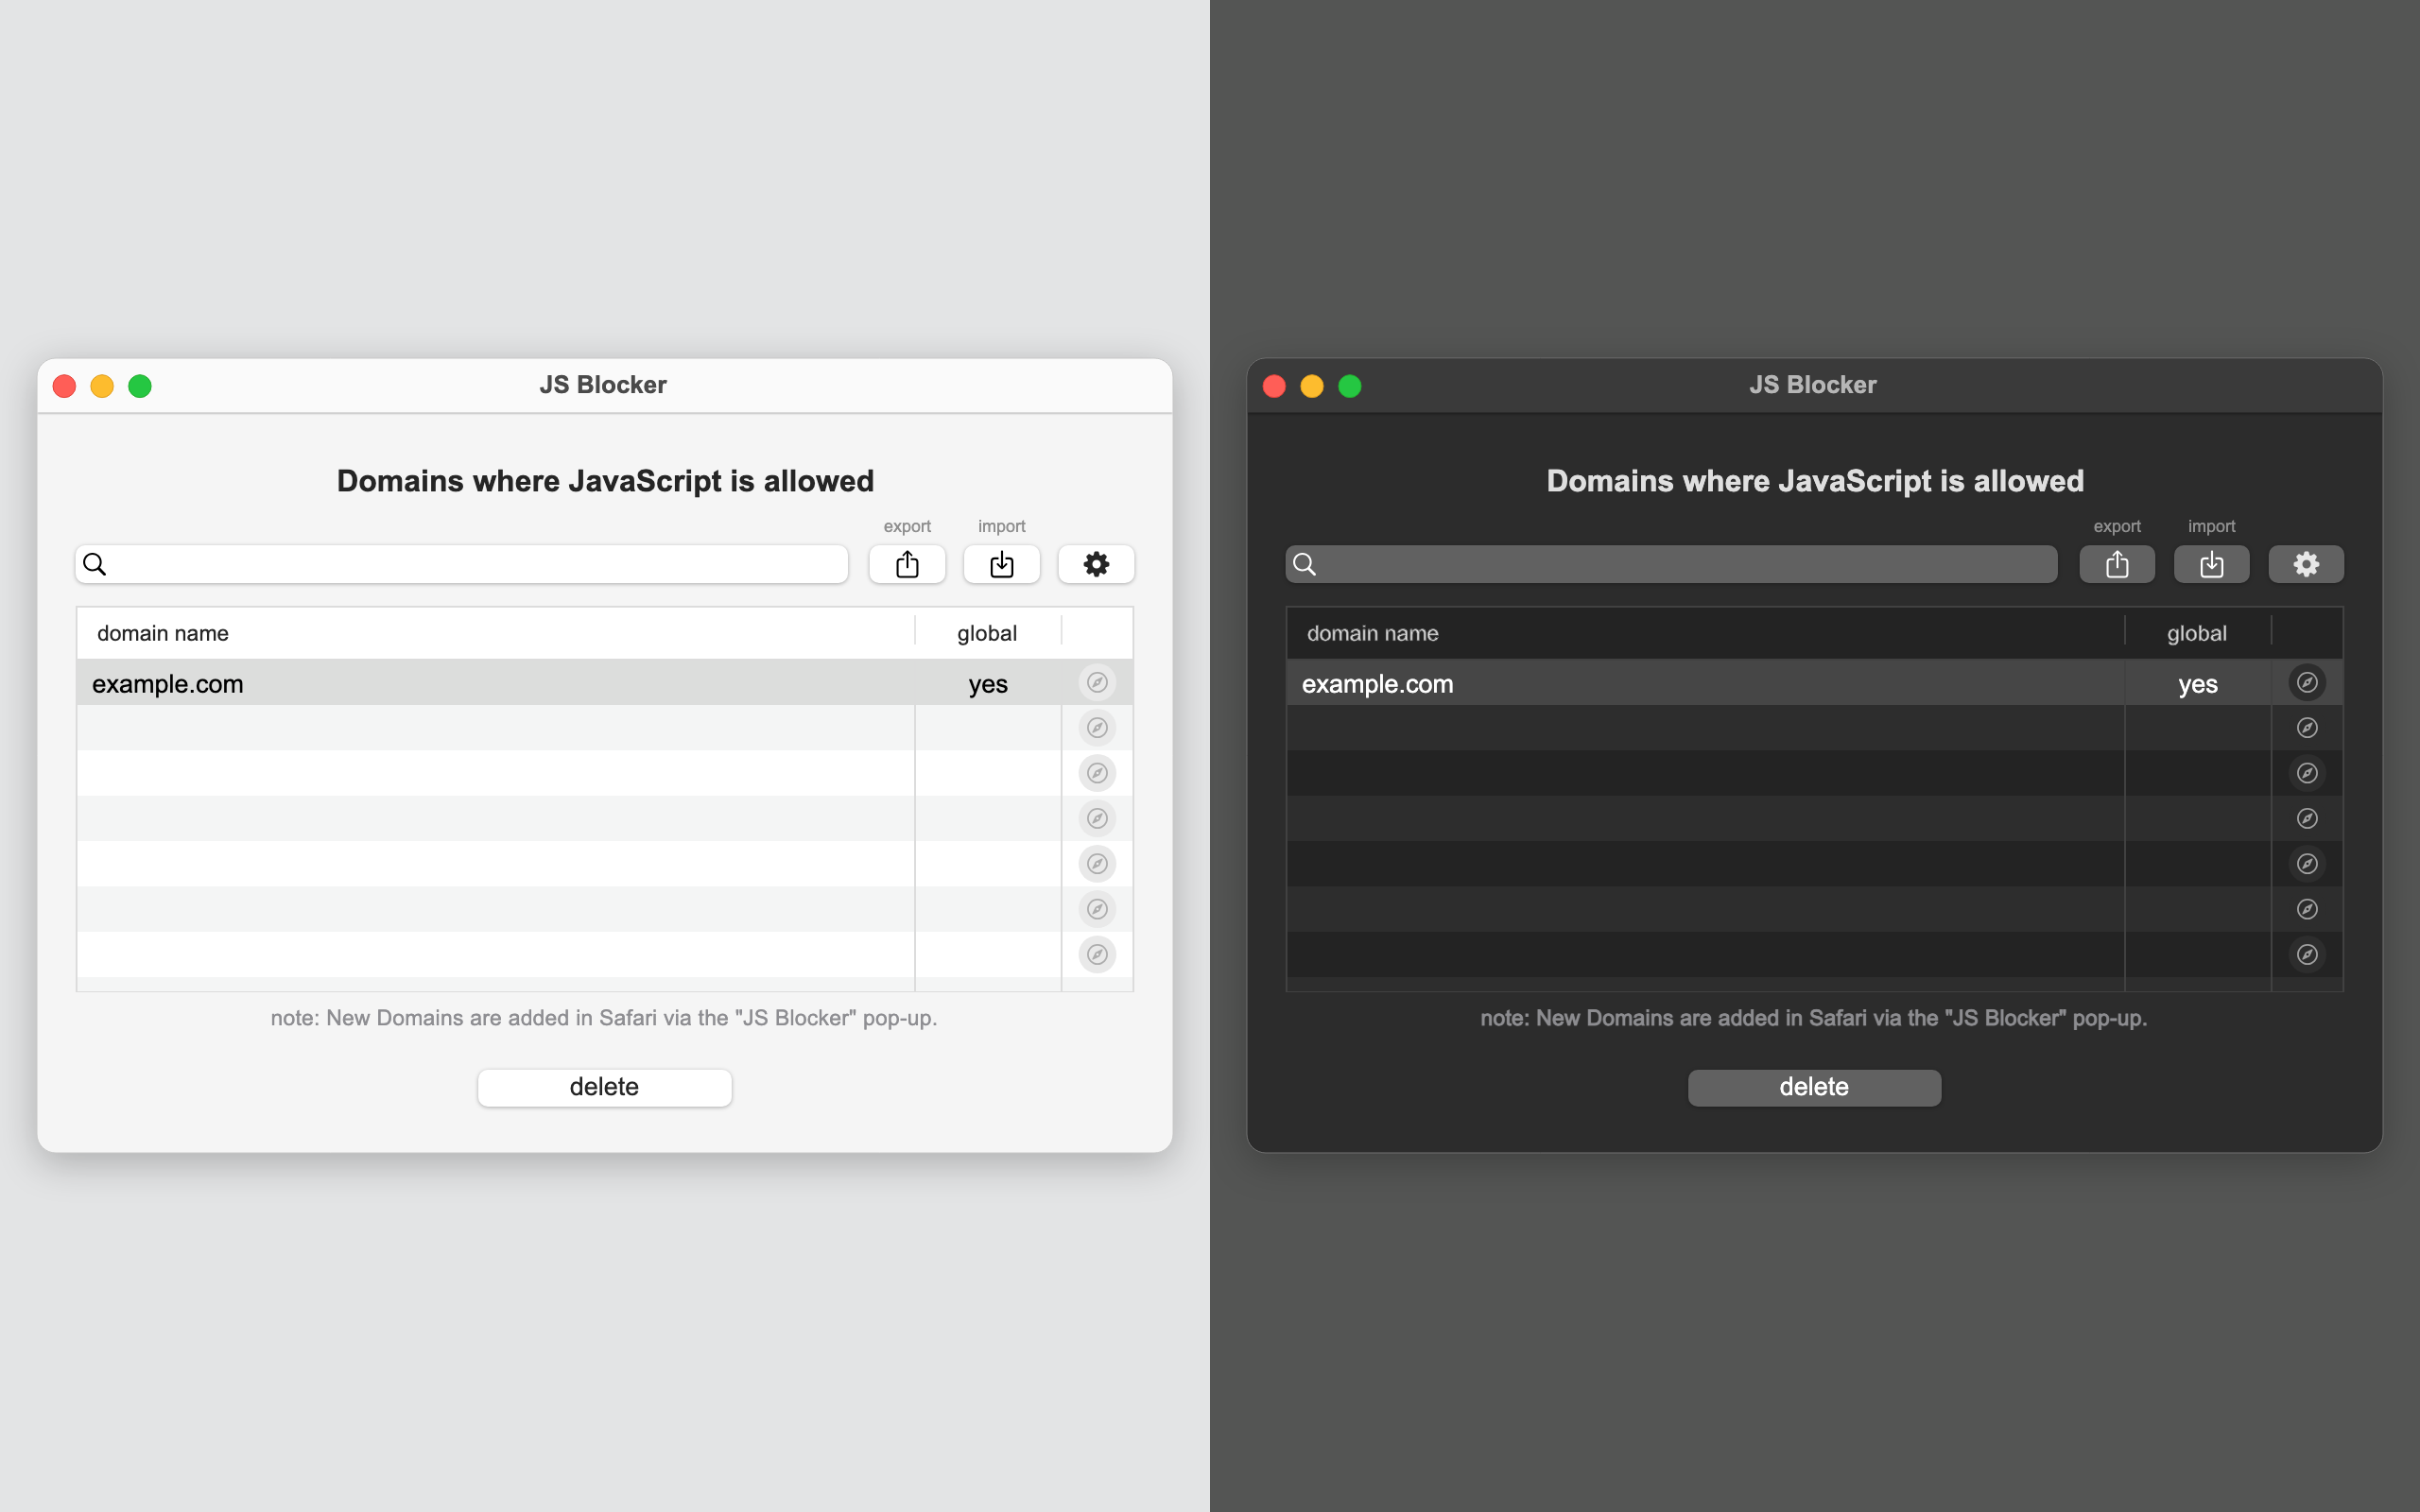 JS Blocker
Domains where JavaScript is allowed
export import
domain name global
example.com yes
note: New Domains are added in Safari via the "JS Blocker" pop-up.
delete
JS Blocker
Domains where JavaScript is allowed
export import
domain name global
example.com yes
note: New Domains are added in Safari via the "JS Blocker" pop-up.
delete